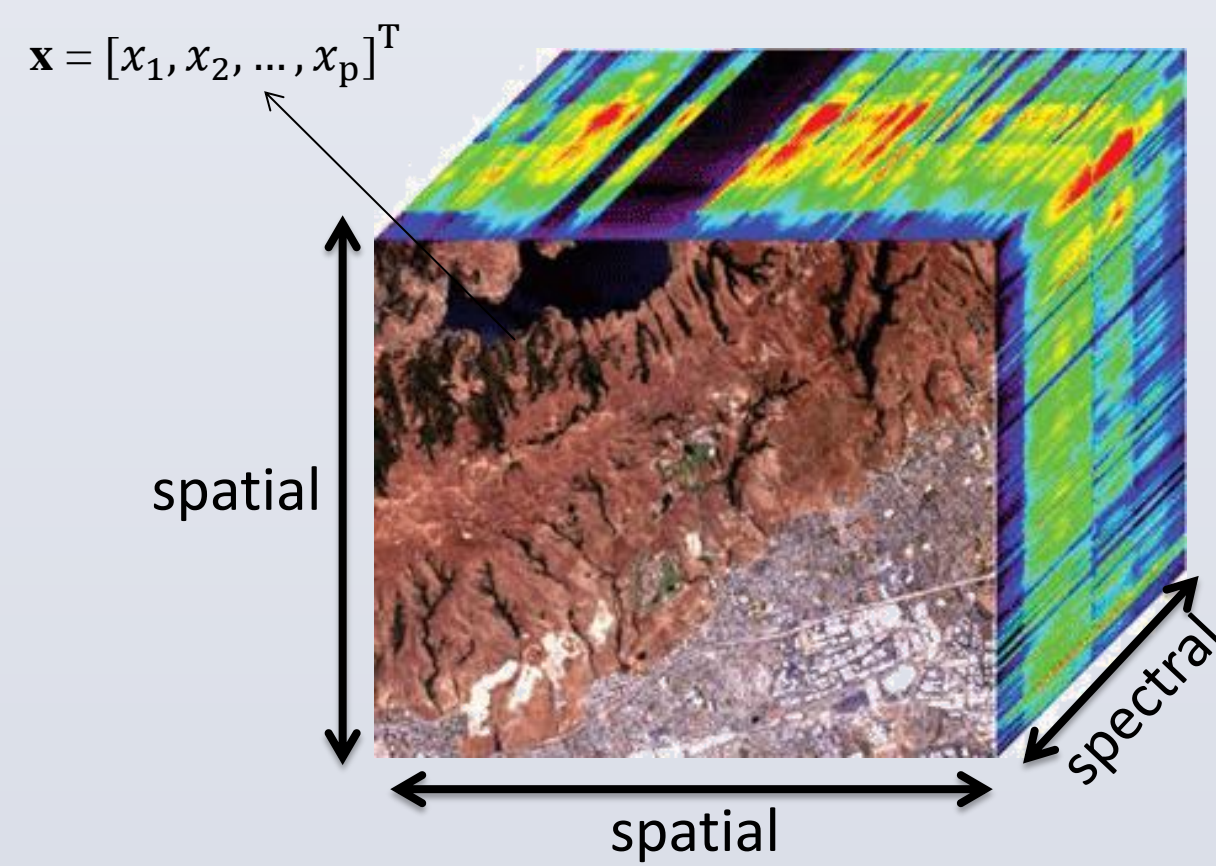 𝐱 = [x₁, x₂, ..., xₚ]ᵀ
spatial
spectral
spatial